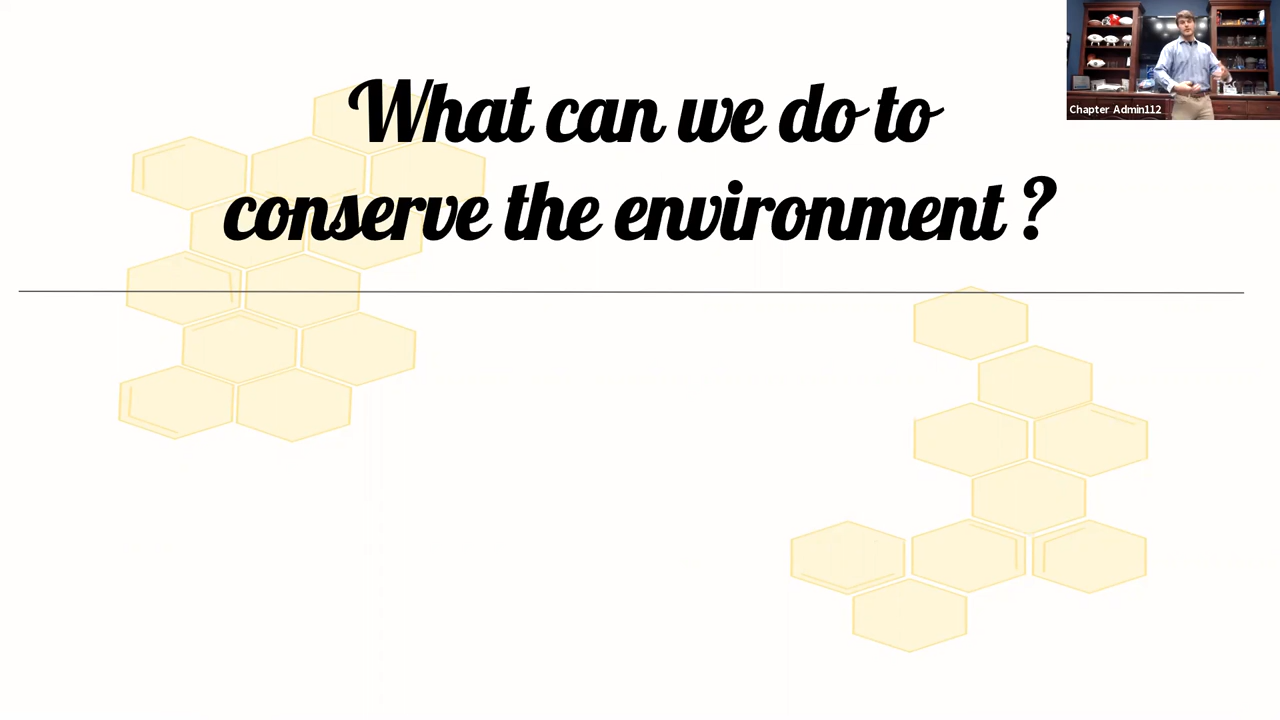 What can we do to
conserve the environment ?
Chapter Admin112